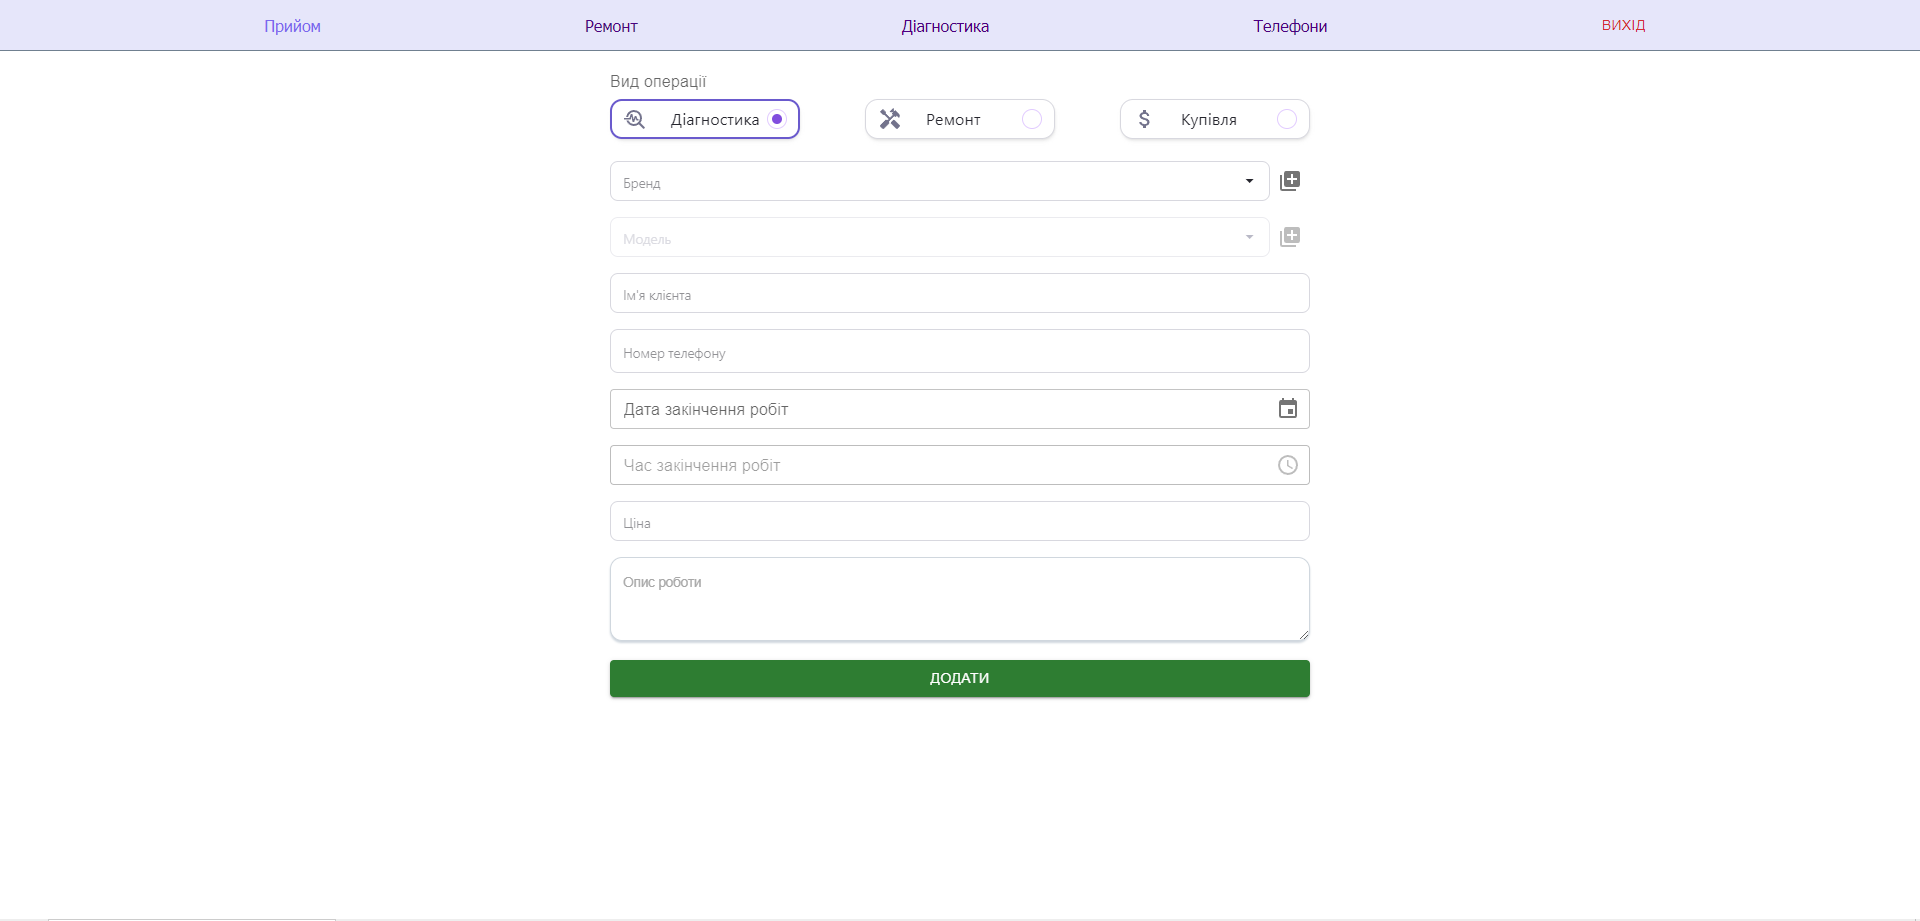 Прийом
Ремонт
Діагностика
Телефони
ВИХІД
Вид операції
Діагностика
Ремонт
Купівля
Бренд
Модель
Ім'я клієнта
Номер телефону
Дата закінчення робіт
Час закінчення робіт
Ціна
Опис роботи
ДОДАТИ